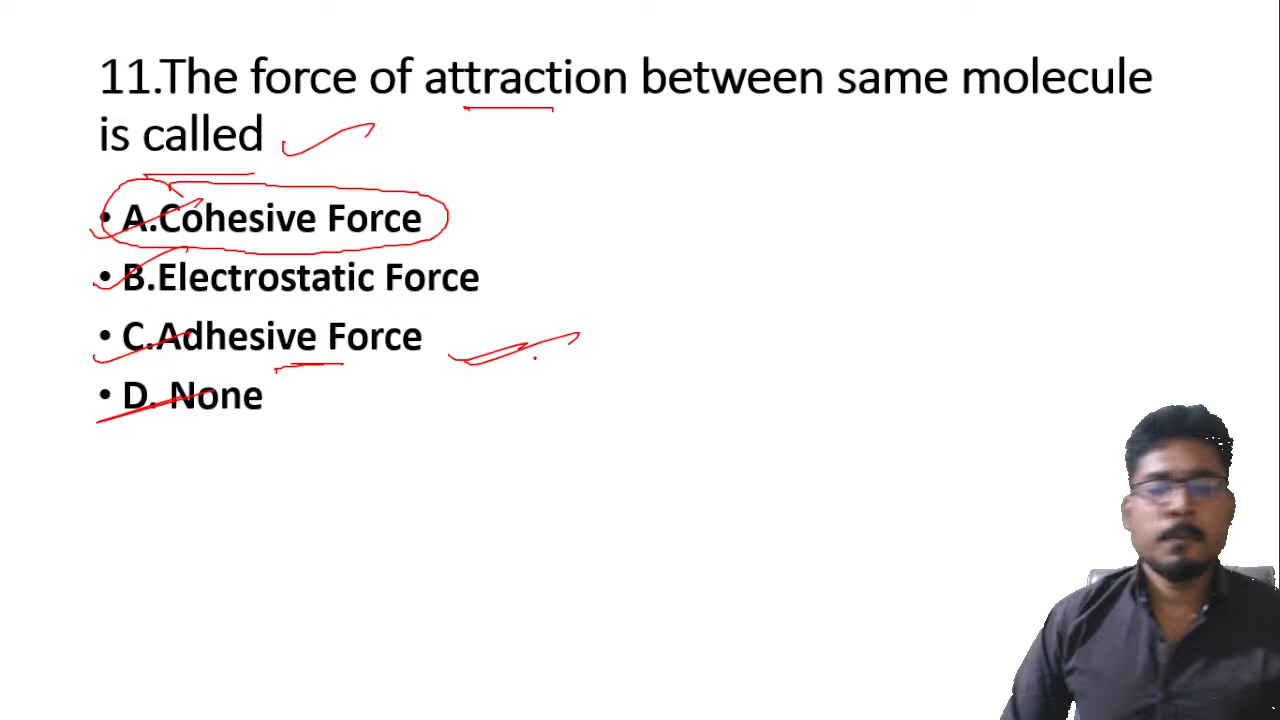 11.The force of attraction between same molecule
is called
• A.Cohesive Force
• B.Electrostatic Force
• C.Adhesive Force
• D. None